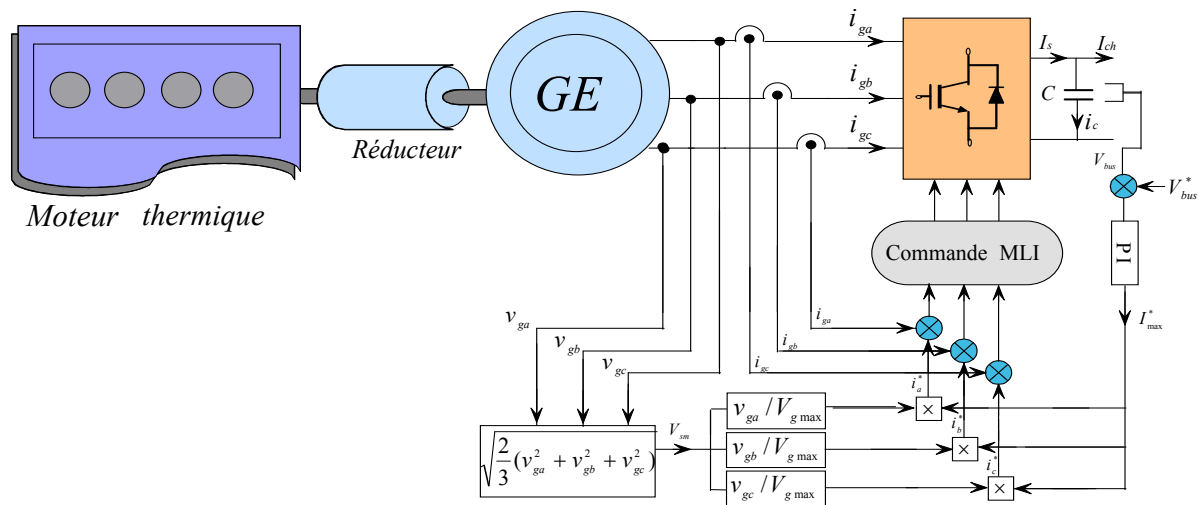 Moteur thermique
Réducteur
GE
i_ga
i_gb
i_gc
I_s
I_ch
C
i_c
V_bus
V*_bus
PI
I*_max
Commande MLI
v_ga
v_gb
v_gc
i_ga
i_gb
i_gc
i*_a
i*_b
i*_c
√(2/3 (v²_ga + v²_gb + v²_gc))
V_sm
v_ga / V_g max
v_gb / V_g max
v_gc / V_g max
×
×
×